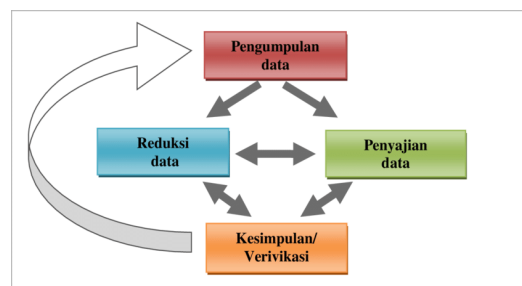 Pengumpulan
data
Reduksi
data
Penyajian
data
Kesimpulan/
Verivikasi